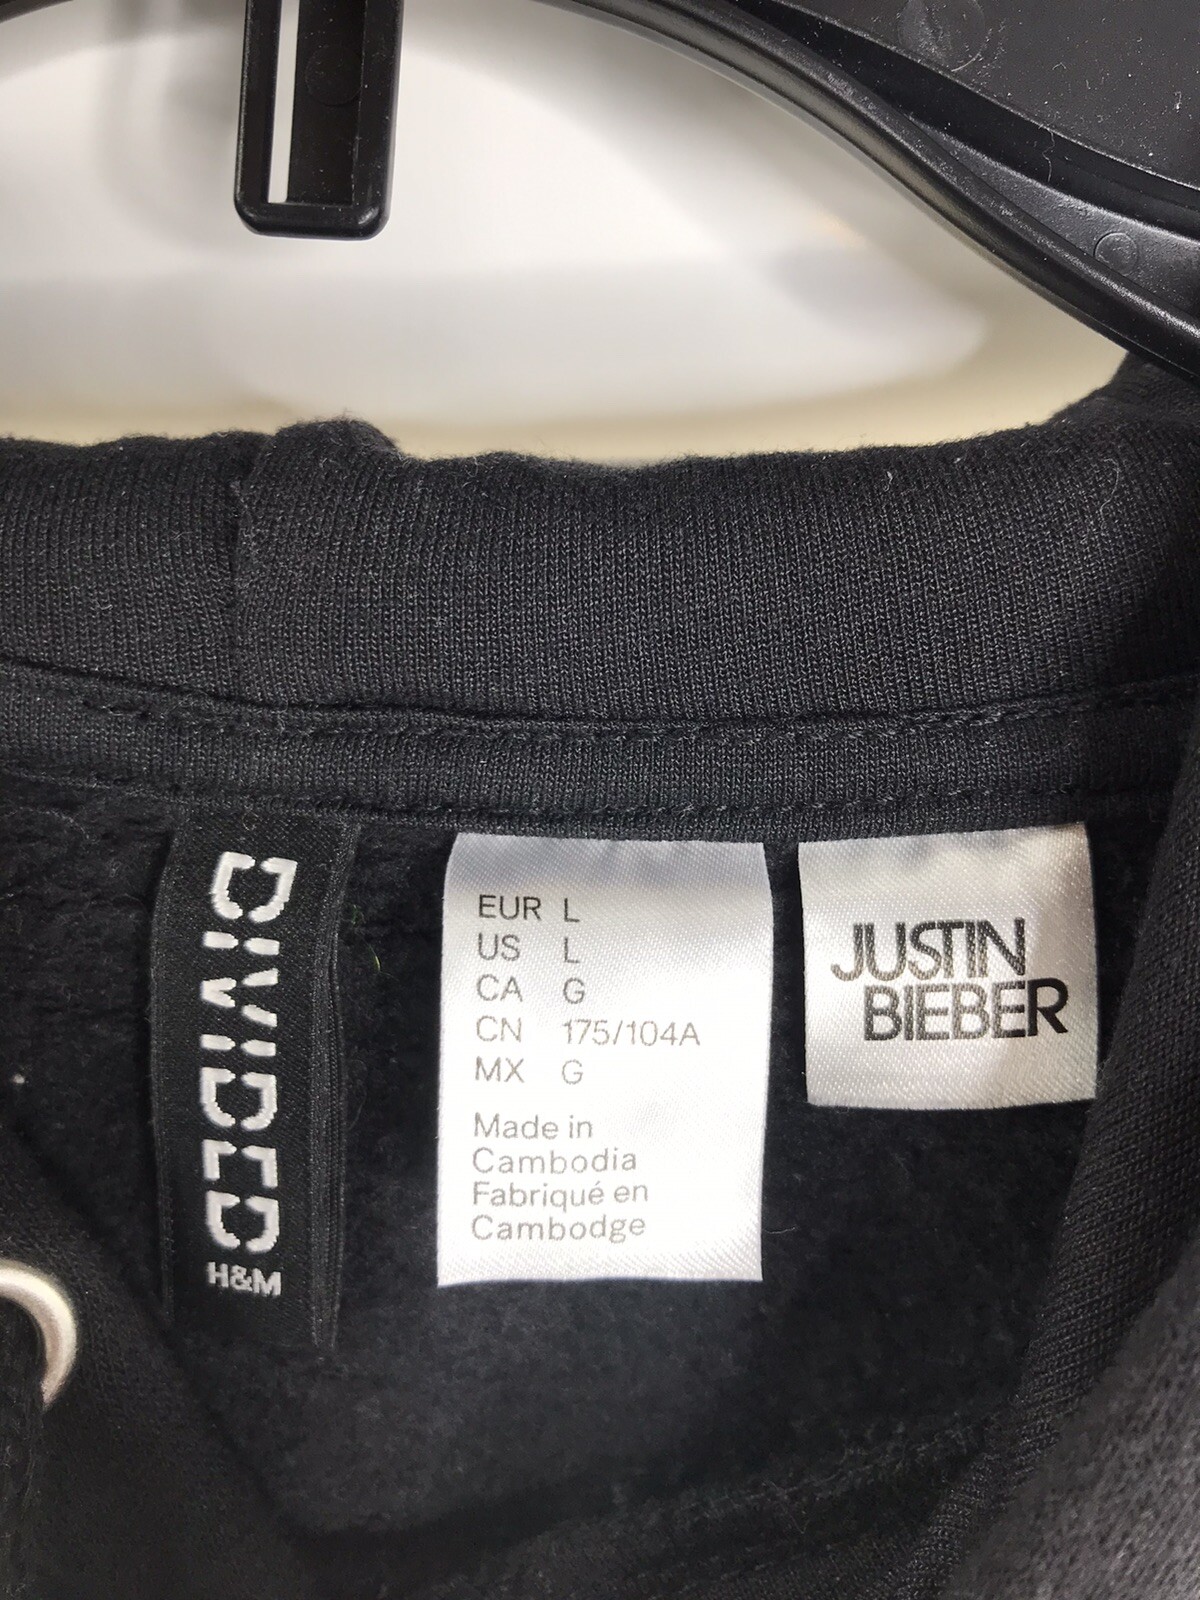 DIVIDED
H&M
EUR L
US L
CA G
CN 175/104A
MX G
Made in
Cambodia
Fabriqué en
Cambodge
JUSTIN
BIEBER